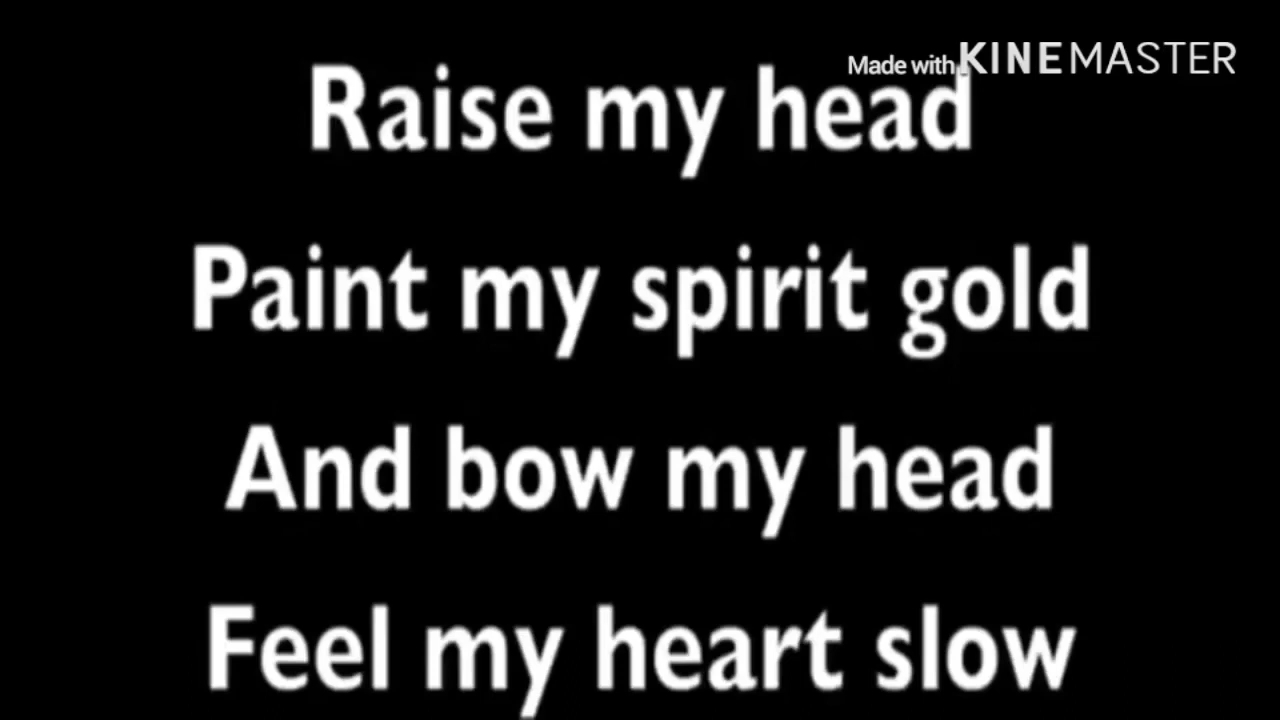 Made with KINEMASTER
Raise my head
Paint my spirit gold
And bow my head
Feel my heart slow